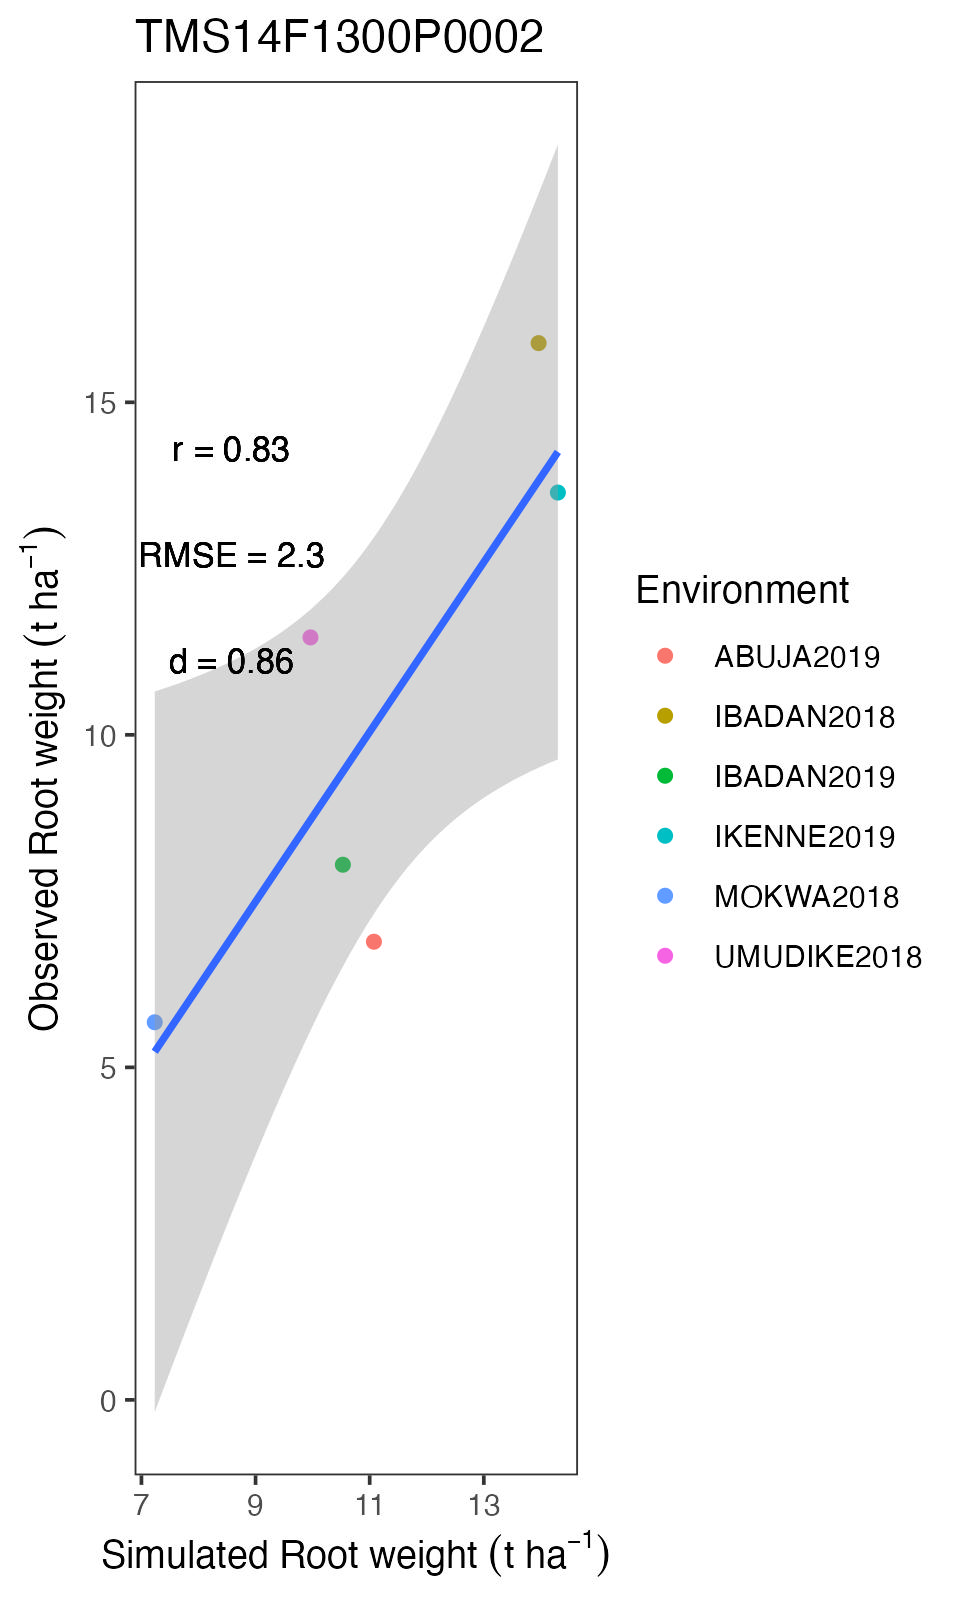 TMS14F1300P0002
15
10
5
0
r = 0.83
RMSE = 2.3
d = 0.86
Observed Root weight (t ha⁻¹)
7 9 11 13
Simulated Root weight (t ha⁻¹)
Environment
ABUJA2019
IBADAN2018
IBADAN2019
IKENNE2019
MOKWA2018
UMUDIKE2018